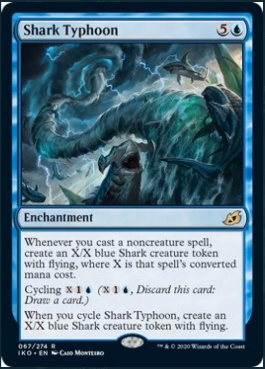 Shark Typhoon 5
Enchantment
Whenever you cast a noncreature spell,
create an X/X blue Shark creature token
with flying, where X is that spell's converted
mana cost.
Cycling X 1 (X 1 , Discard this card:
Draw a card.)
When you cycle Shark Typhoon, create an
X/X blue Shark creature token with flying.
067/274 R
IKO • EN Caio Monteiro ™ & © 2020 Wizards of the Coast